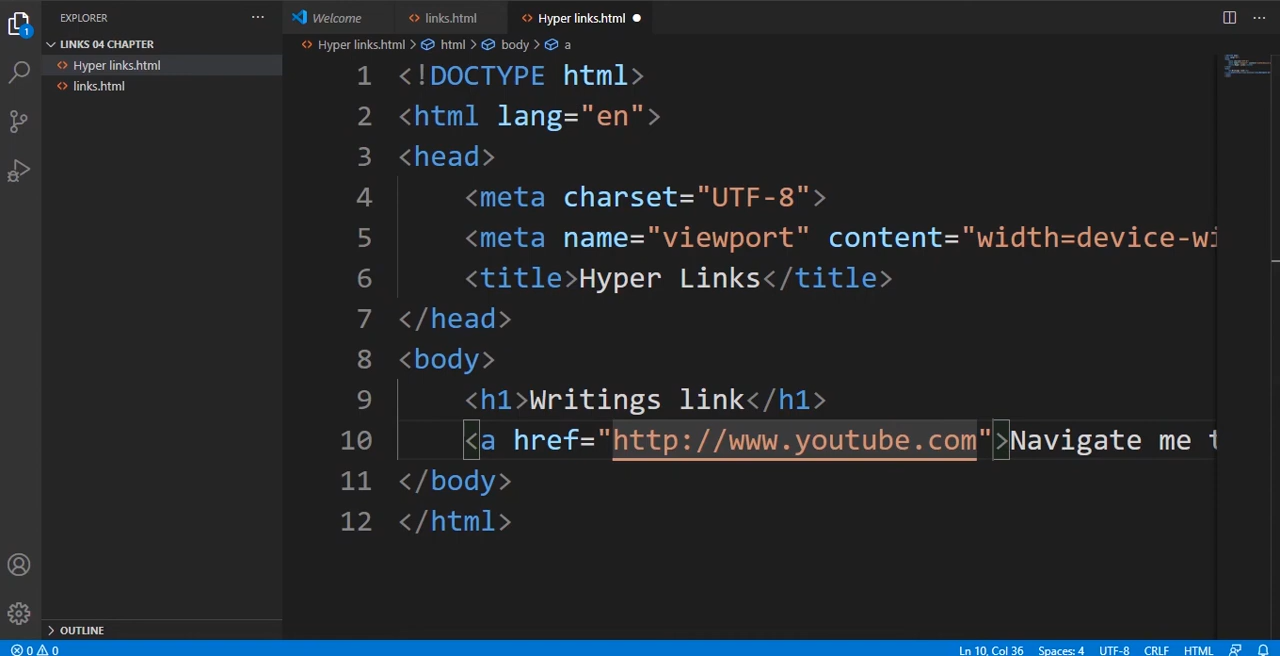 EXPLORER
LINKS 04 CHAPTER
Hyper links.html
links.html
OUTLINE
1
Welcome
links.html
Hyper links.html
Hyper links.html > html > body > a
1 <!DOCTYPE html>
2 <html lang="en">
3 <head>
4 <meta charset="UTF-8">
5 <meta name="viewport" content="width=device-wi
6 <title>Hyper Links</title>
7 </head>
8 <body>
9 <h1>Writings link</h1>
10 <a href="http://www.youtube.com">Navigate me t
11 </body>
12 </html>
0 0
Ln 10, Col 36 Spaces: 4 UTF-8 CRLF HTML